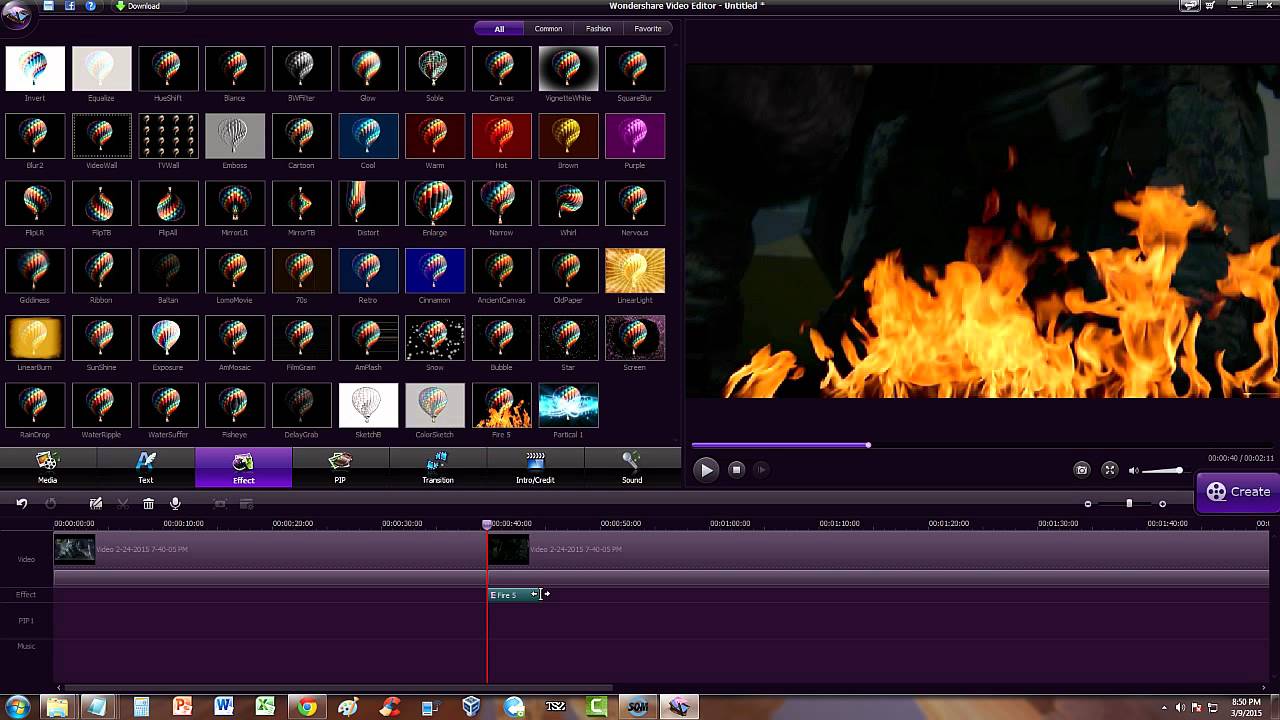 Download
Wondershare Video Editor - Untitled *
All Common Fashion Favorite
Invert Equalize HueShift Blance BWFilter Glow Soble Canvas VignetteWhite SquareBlur
Blur2 VideoWall TVWall Emboss Cartoon Cool Warm Hot Brown Purple
FlipLR FlipTB FlipAll MirrorLR MirrorTB Distort Enlarge Narrow Whirl Nervous
Giddiness Ribbon Baltan LomoMovie 70s Retro Cinnamon AncientCanvas OldPaper LinearLight
LinearBurn SunShine Exposure AmMosaic FilmGrain AmPlash Snow Bubble Star Screen
RainDrop WaterRipple WaterSuffer Fisheye DelayGrab SketchB ColorSketch Fire 5 Partical 1
00:00:40 / 00:02:11
Media Text Effect PIP Transition Intro/Credit Sound
Create
00:00:00:00 00:00:10:00 00:00:20:00 00:00:30:00 00:00:40:00 00:00:50:00 00:01:00:00 00:01:10:00 00:01:20:00 00:01:30:00 00:01:40:00
Video Video 2-24-2015 7-40-05 PM Video 2-24-2015 7-40-05 PM
Effect E Fire 5
PIP1
Music
TSZ
SQM
8:50 PM
3/9/2015